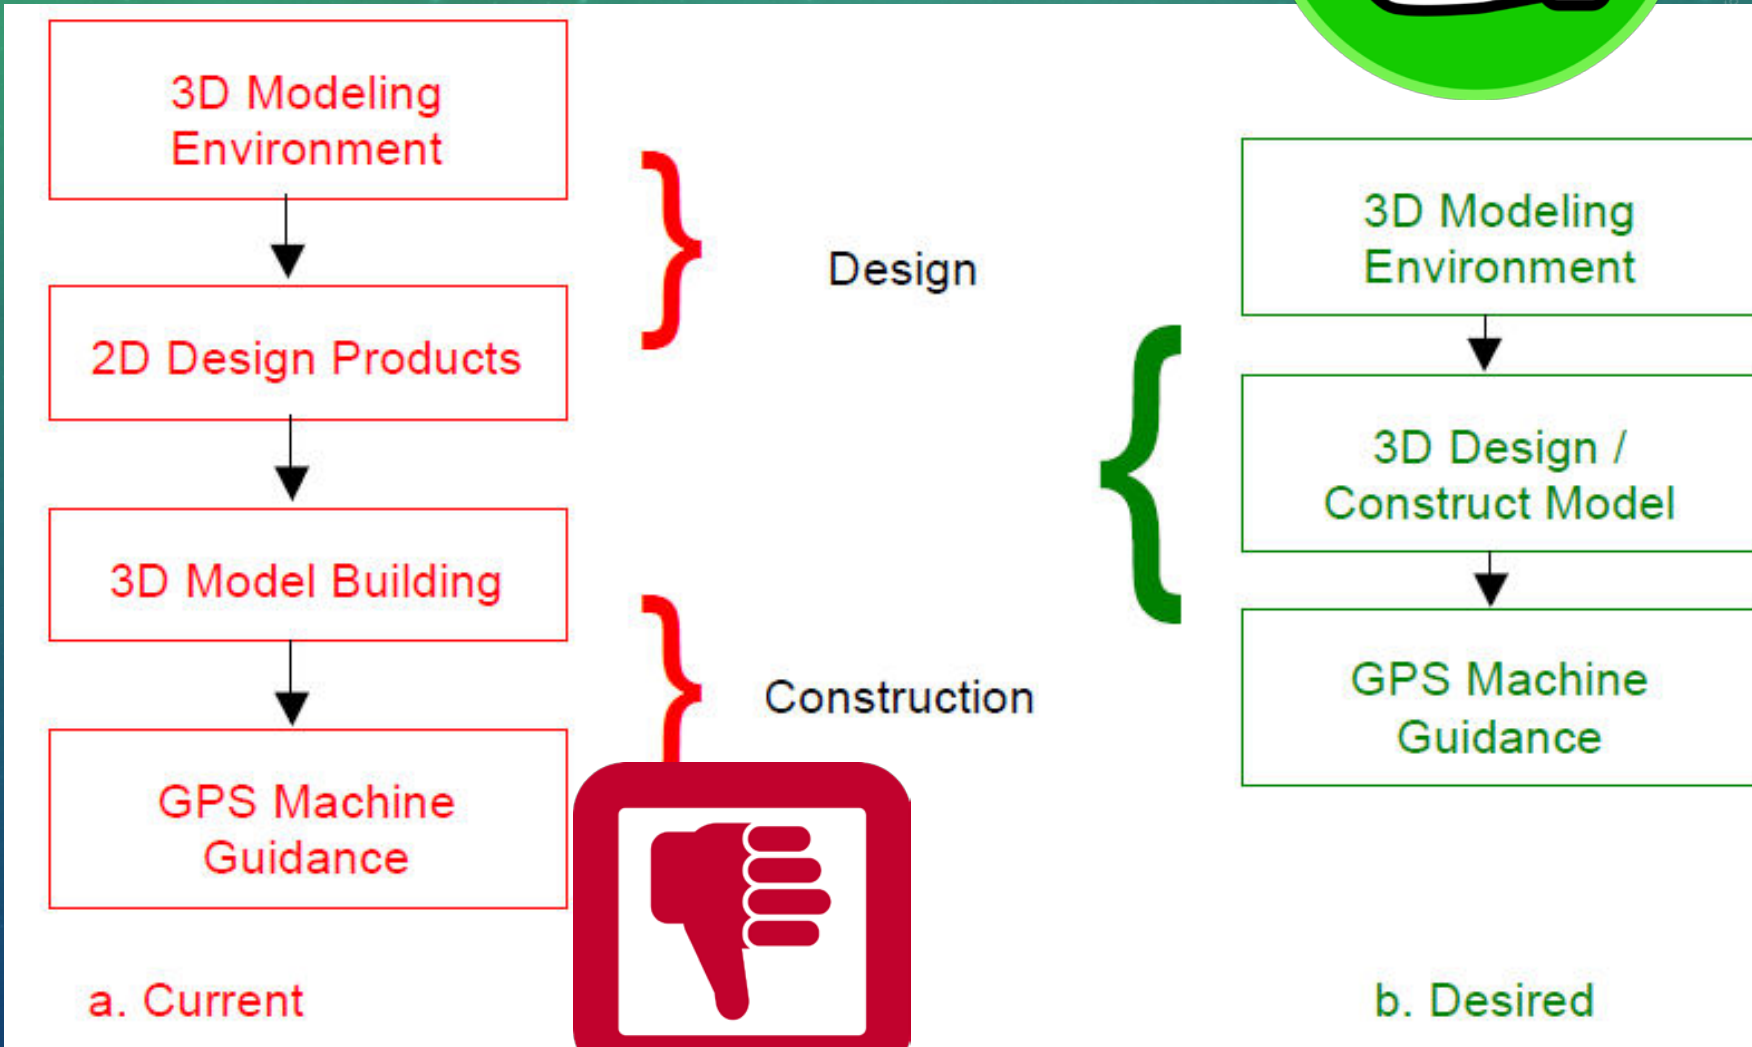 3D Modeling
Environment
2D Design Products
3D Model Building
GPS Machine
Guidance
a. Current
Design
Construction
3D Modeling
Environment
3D Design /
Construct Model
GPS Machine
Guidance
b. Desired